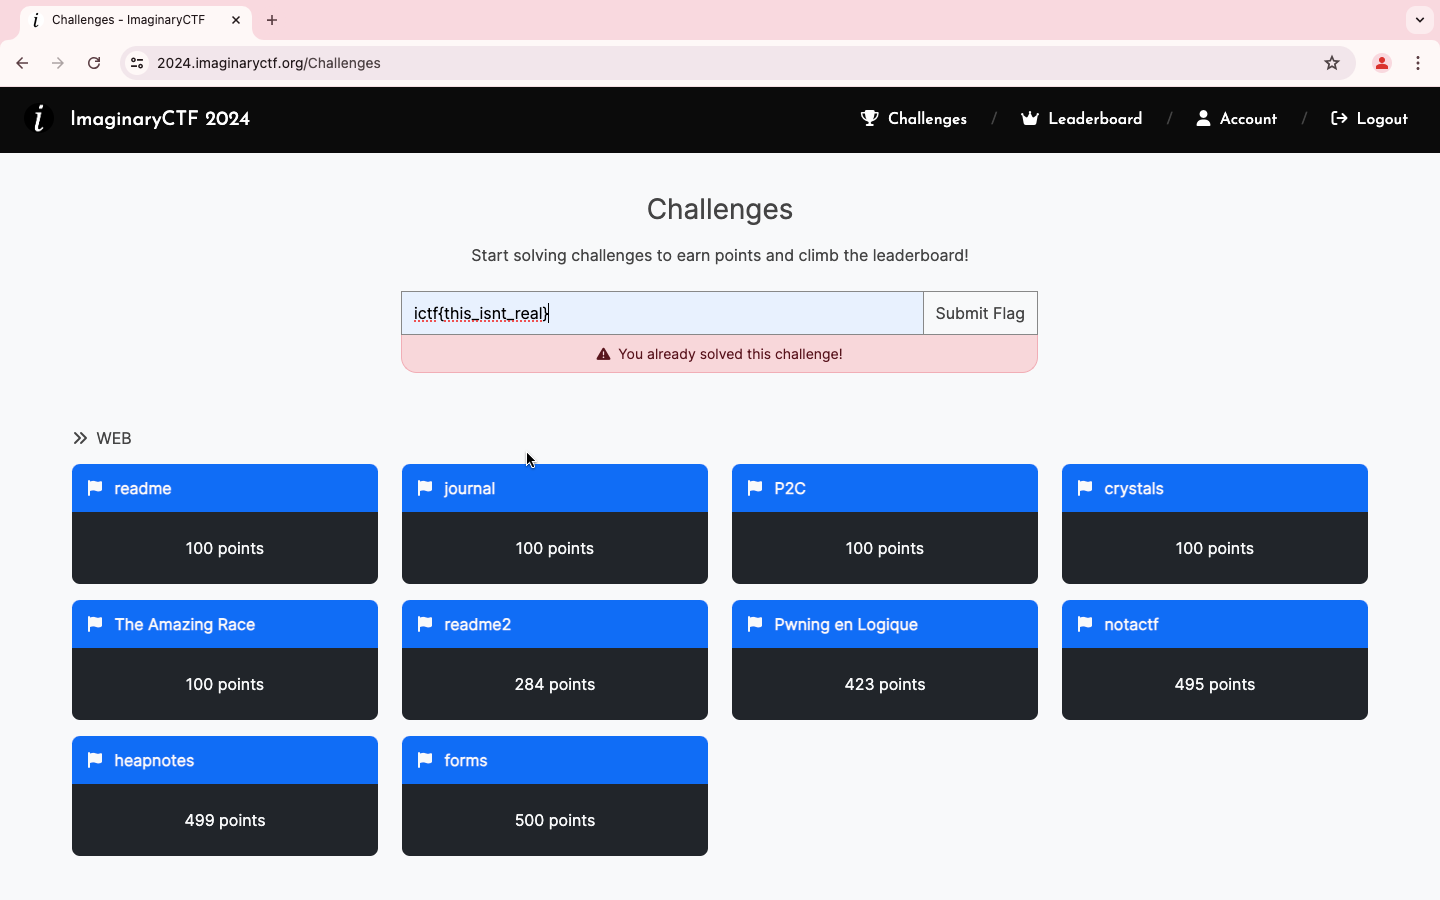 Challenges - ImaginaryCTF
2024.imaginaryctf.org/Challenges
i ImaginaryCTF 2024
Challenges / Leaderboard / Account / Logout
Challenges
Start solving challenges to earn points and climb the leaderboard!
ictf{this_isnt_real} Submit Flag
You already solved this challenge!
WEB
readme journal P2C crystals
100 points 100 points 100 points 100 points
The Amazing Race readme2 Pwning en Logique notactf
100 points 284 points 423 points 495 points
heapnotes forms
499 points 500 points